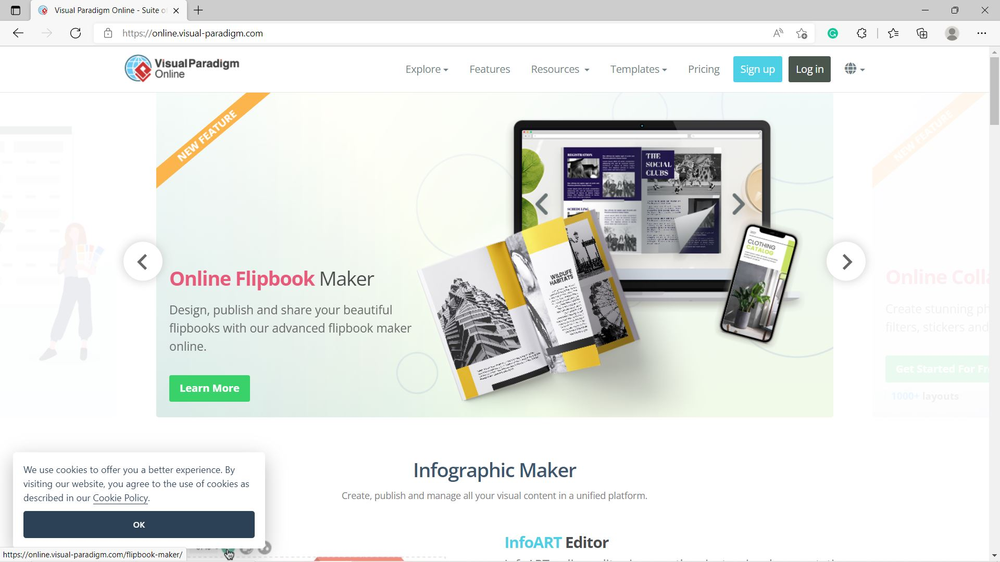 Visual Paradigm Online - Suite o
https://online.visual-paradigm.com
Visual Paradigm
Online
Explore
Features
Resources
Templates
Pricing
Sign up
Log in
NEW FEATURE
NEW FEATURE
REGISTRATION
SCHEDULING
THE
SOCIAL
CLUBS
WILDLIFE
HABITATS
CLOTHING
CATALOG
Online Flipbook Maker
Design, publish and share your beautiful
flipbooks with our advanced flipbook maker
online.
Learn More
Online Colla
Create stunning ph
filters, stickers and
Get Started For Fr
1000+ layouts
Infographic Maker
Create, publish and manage all your visual content in a unified platform.
InfoART Editor
We use cookies to offer you a better experience. By
visiting our website, you agree to the use of cookies as
described in our Cookie Policy.
OK
https://online.visual-paradigm.com/flipbook-maker/